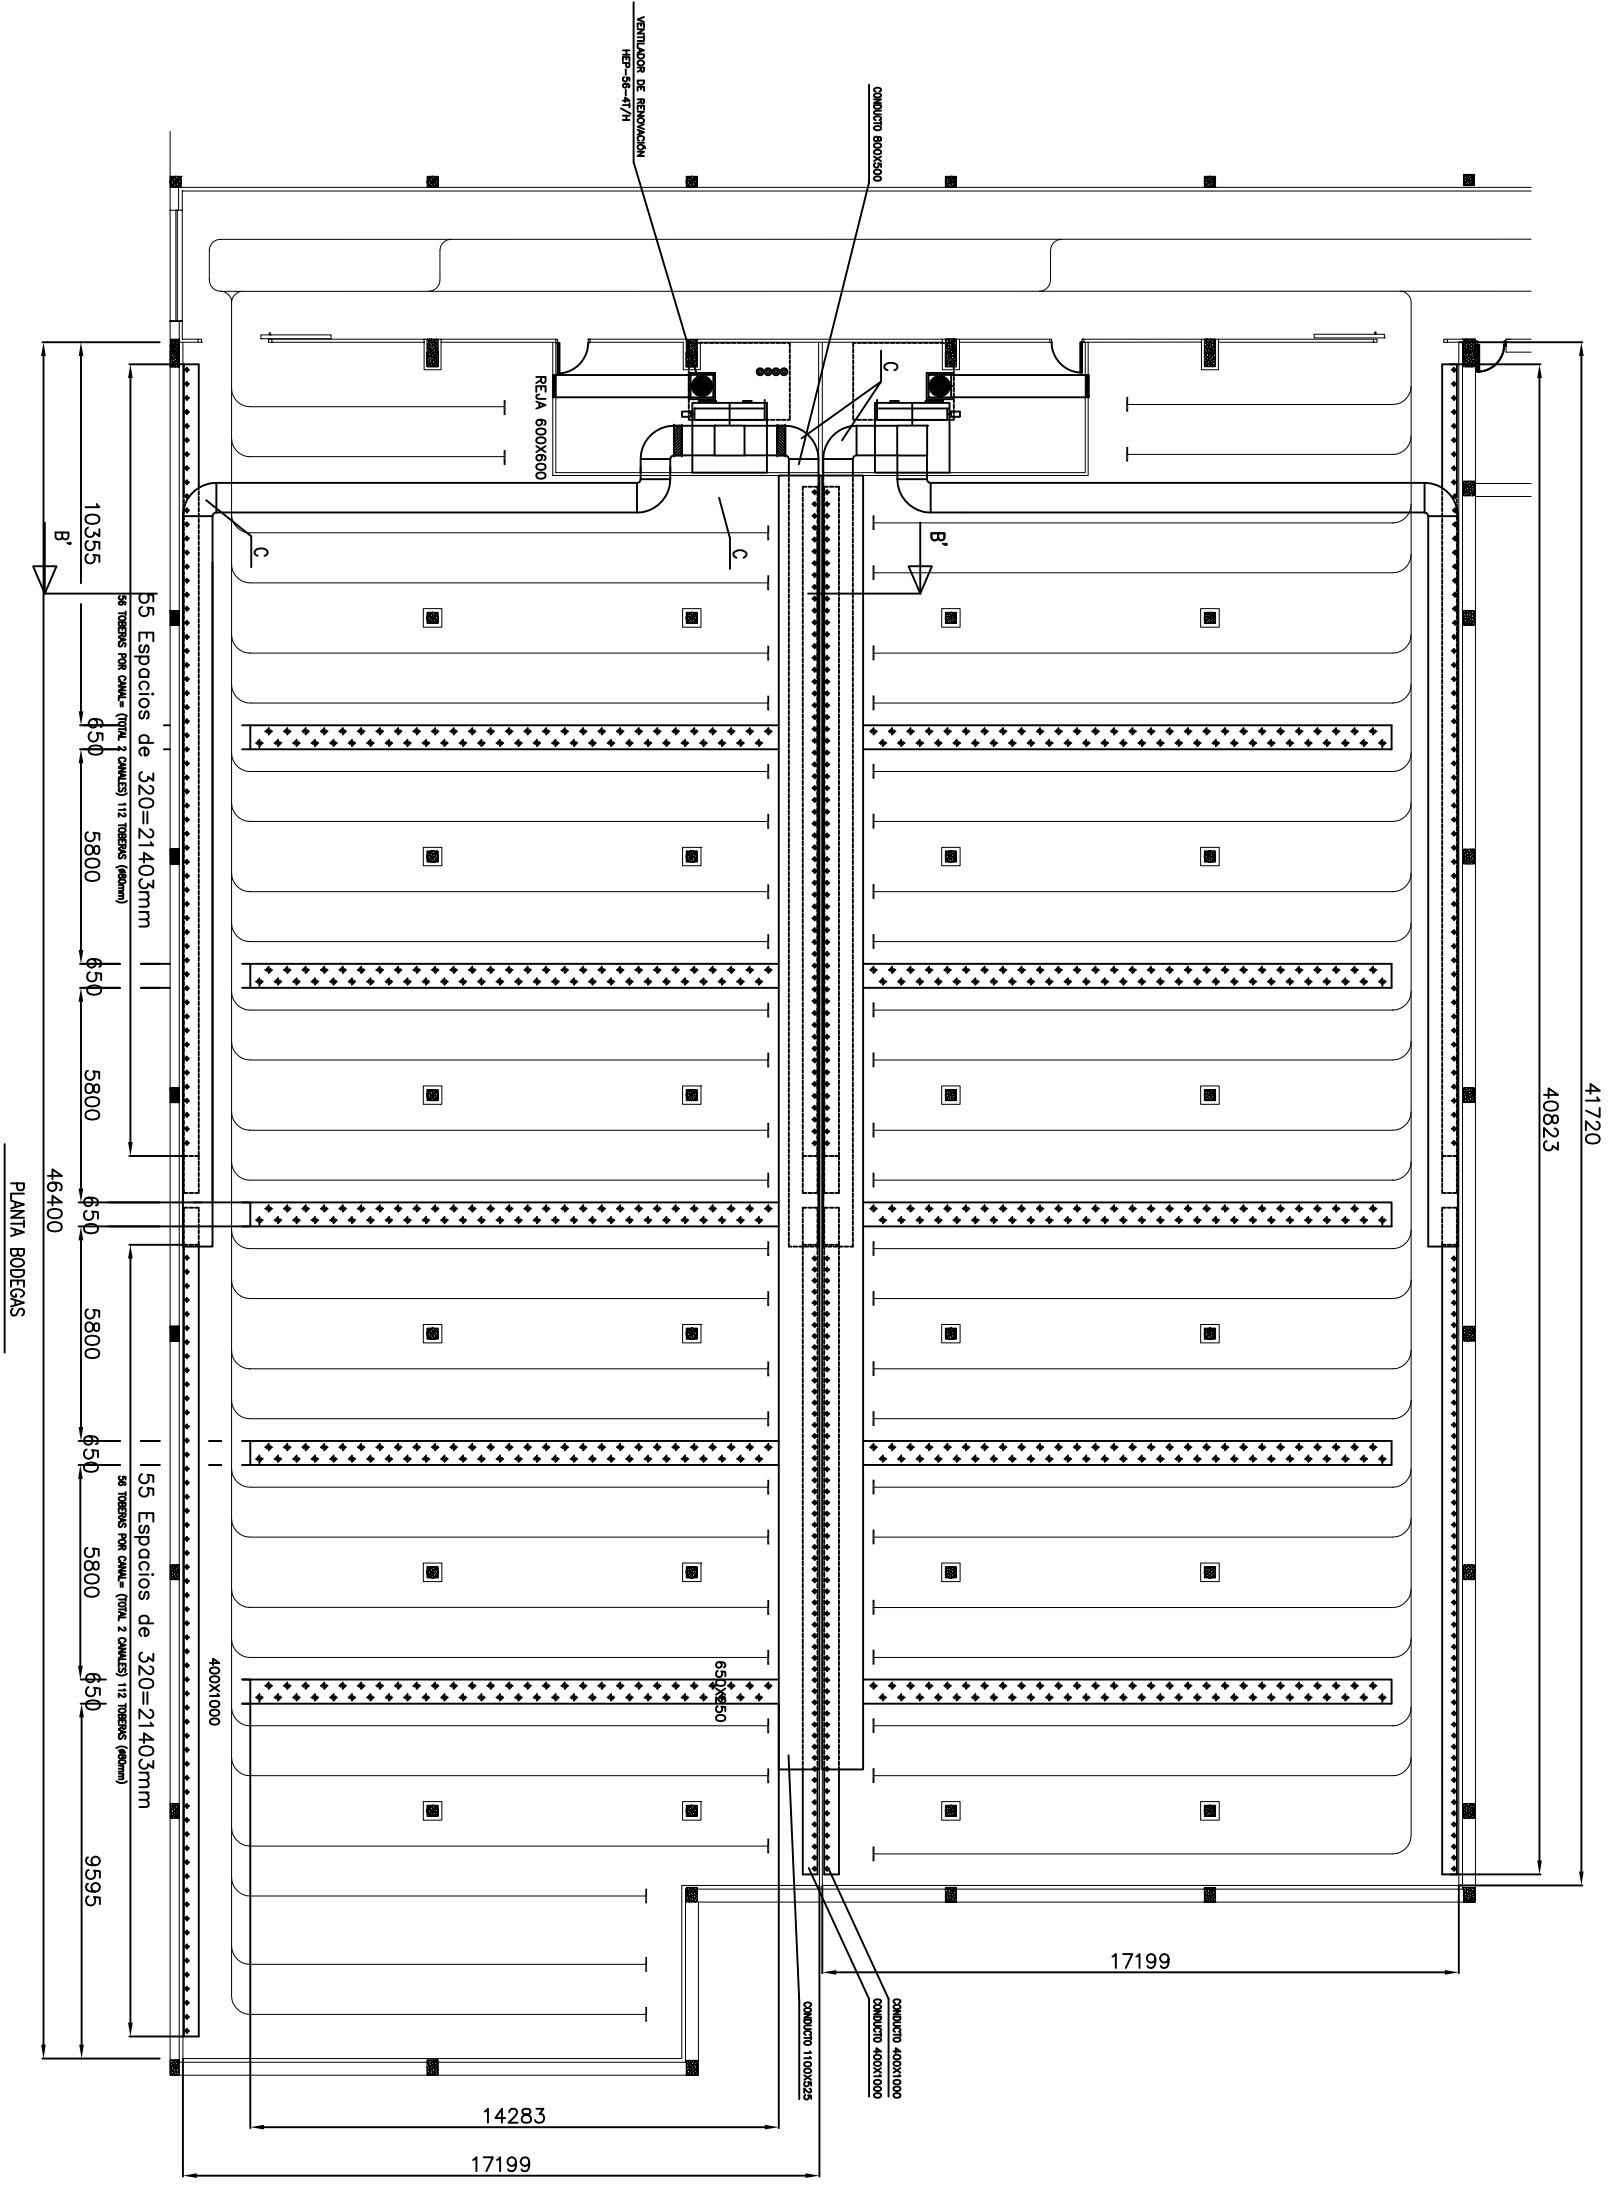 VENTILADOR DE RENOVACIÓN
HEP-56-4T/H
CONDUCTO 800X500
REJA 600X600
C
C
C
B'
B'
41720
40823
10355
650
5800
650
5800
650
5800
650
5800
650
9595
46400
55 Espacios de 320=21403mm
56 TOBERAS POR CANAL= (TOTAL 2 CANALES) 112 TOBERAS (ø80mm)
55 Espacios de 320=21403mm
56 TOBERAS POR CANAL= (TOTAL 2 CANALES) 112 TOBERAS (ø80mm)
400X1000
17199
CONDUCTO 400X1000
CONDUCTO 400X1000
CONDUCTO 1100X525
14283
17199
PLANTA BODEGAS